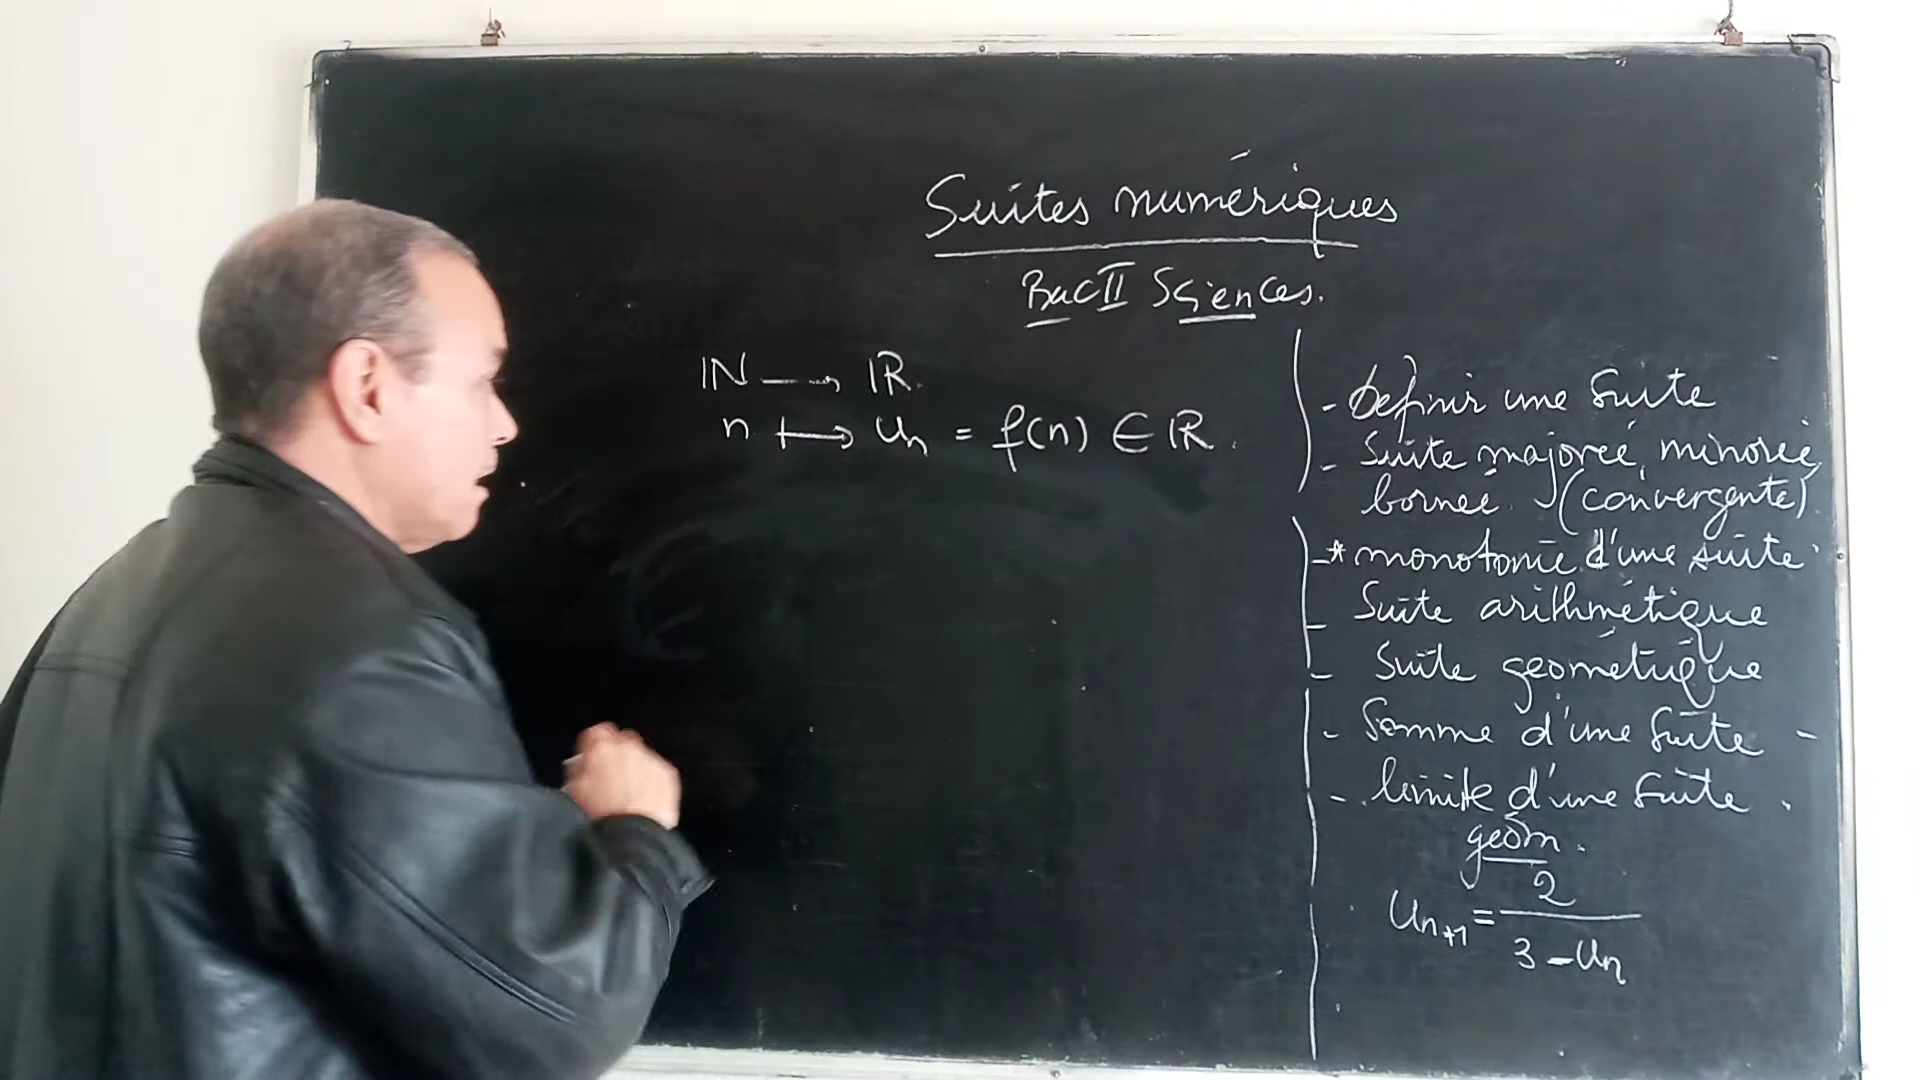 Suites numériques
Bac II Sciences.
IN → IR.
n ⟼ Un = f(n) ∈ IR.
- Définir une Suite
- Suite majorée, minorée,
bornée. (convergente)
-* monotonie d'une suite.
- Suite arithmétique
- Suite géométrique
- Somme d'une Suite -
- limite d'une Suite.
géom.
Un+1 = 2 / (3 - Un)